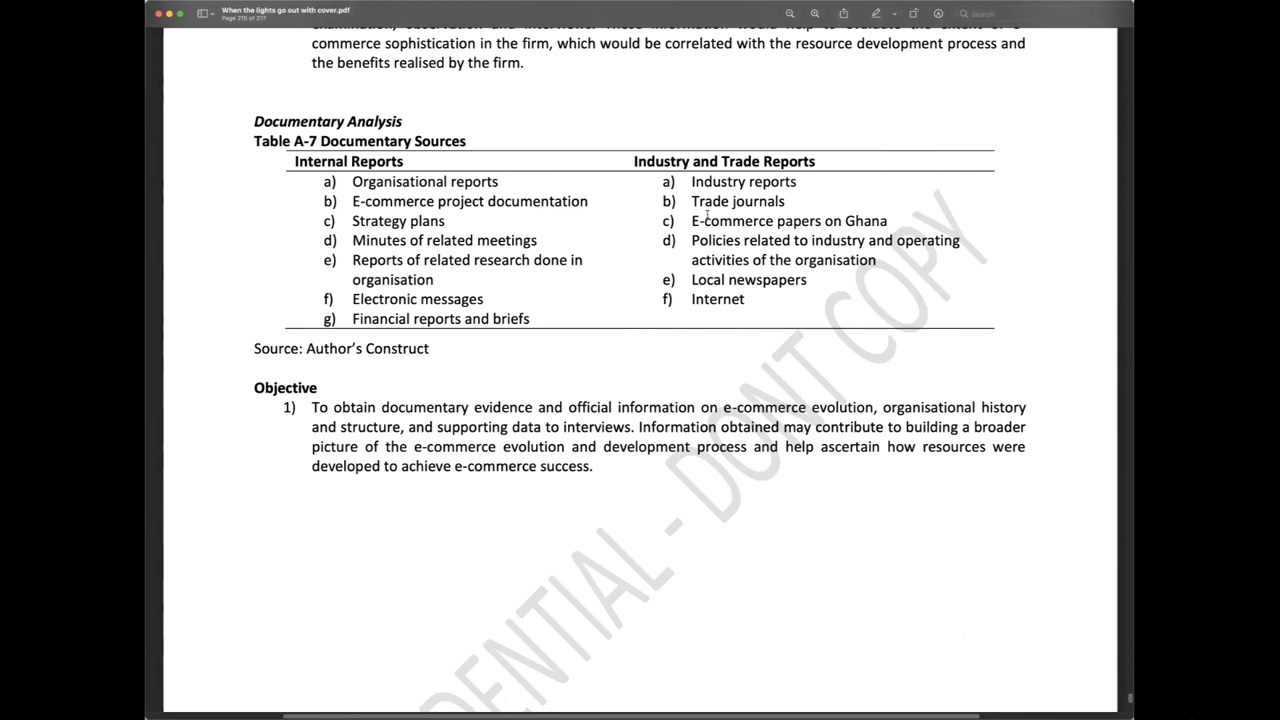 When the lights go out with cover.pdf
Page 215 of 217
Search
commerce sophistication in the firm, which would be correlated with the resource development process and
the benefits realised by the firm.
Documentary Analysis
Table A-7 Documentary Sources
Internal Reports
a) Organisational reports
b) E-commerce project documentation
c) Strategy plans
d) Minutes of related meetings
e) Reports of related research done in
organisation
f) Electronic messages
g) Financial reports and briefs
Industry and Trade Reports
a) Industry reports
b) Trade journals
c) E-commerce papers on Ghana
d) Policies related to industry and operating
activities of the organisation
e) Local newspapers
f) Internet
Source: Author's Construct
Objective
1) To obtain documentary evidence and official information on e-commerce evolution, organisational history
and structure, and supporting data to interviews. Information obtained may contribute to building a broader
picture of the e-commerce evolution and development process and help ascertain how resources were
developed to achieve e-commerce success.
DENTIAL - DONT COPY